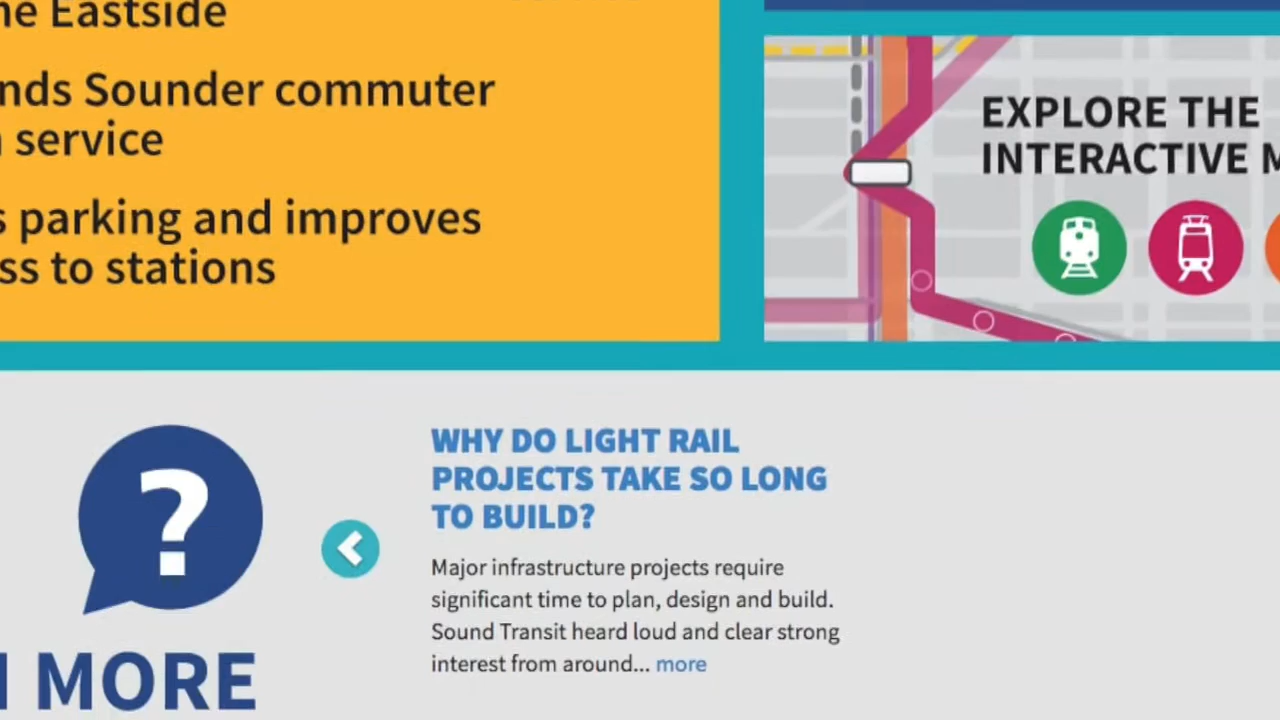 he Eastside
nds Sounder commuter
service
s parking and improves
ss to stations
EXPLORE THE
INTERACTIVE M
?
WHY DO LIGHT RAIL
PROJECTS TAKE SO LONG
TO BUILD?
Major infrastructure projects require
significant time to plan, design and build.
Sound Transit heard loud and clear strong
interest from around... more
MORE